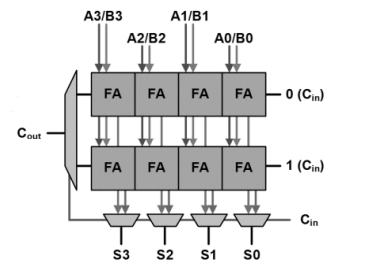 A3/B3 A1/B1
A2/B2 A0/B0
FA FA FA FA 0 (Cin)
Cout
FA FA FA FA 1 (Cin)
Cin
S3 S2 S1 S0